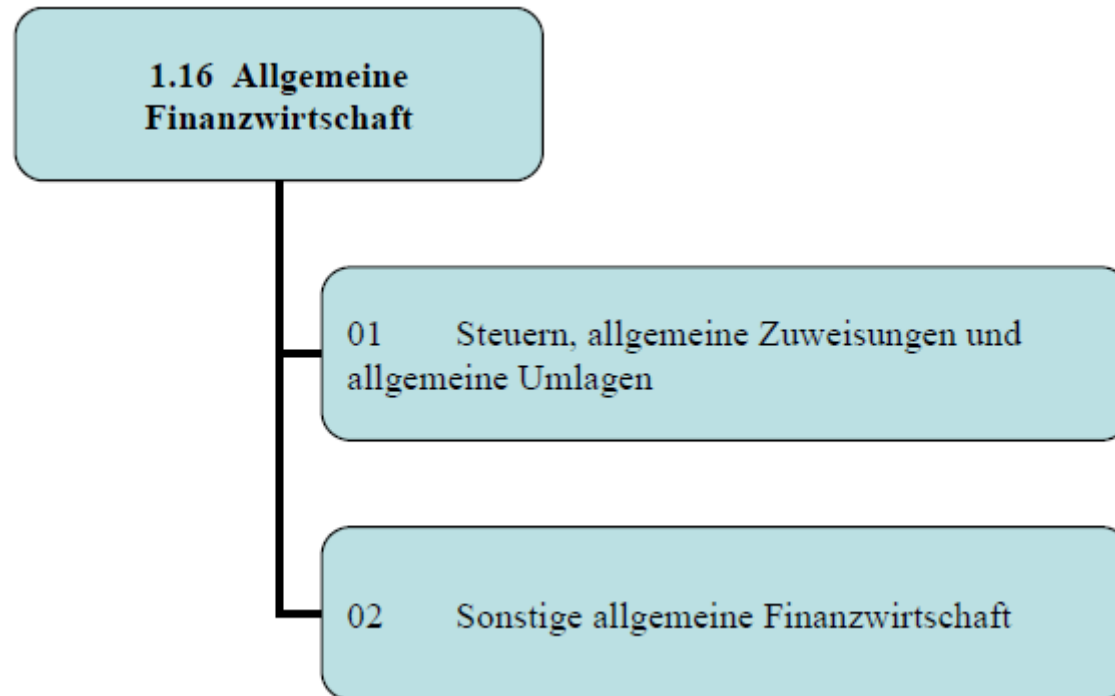 1.16 Allgemeine
Finanzwirtschaft
01 Steuern, allgemeine Zuweisungen und
allgemeine Umlagen
02 Sonstige allgemeine Finanzwirtschaft